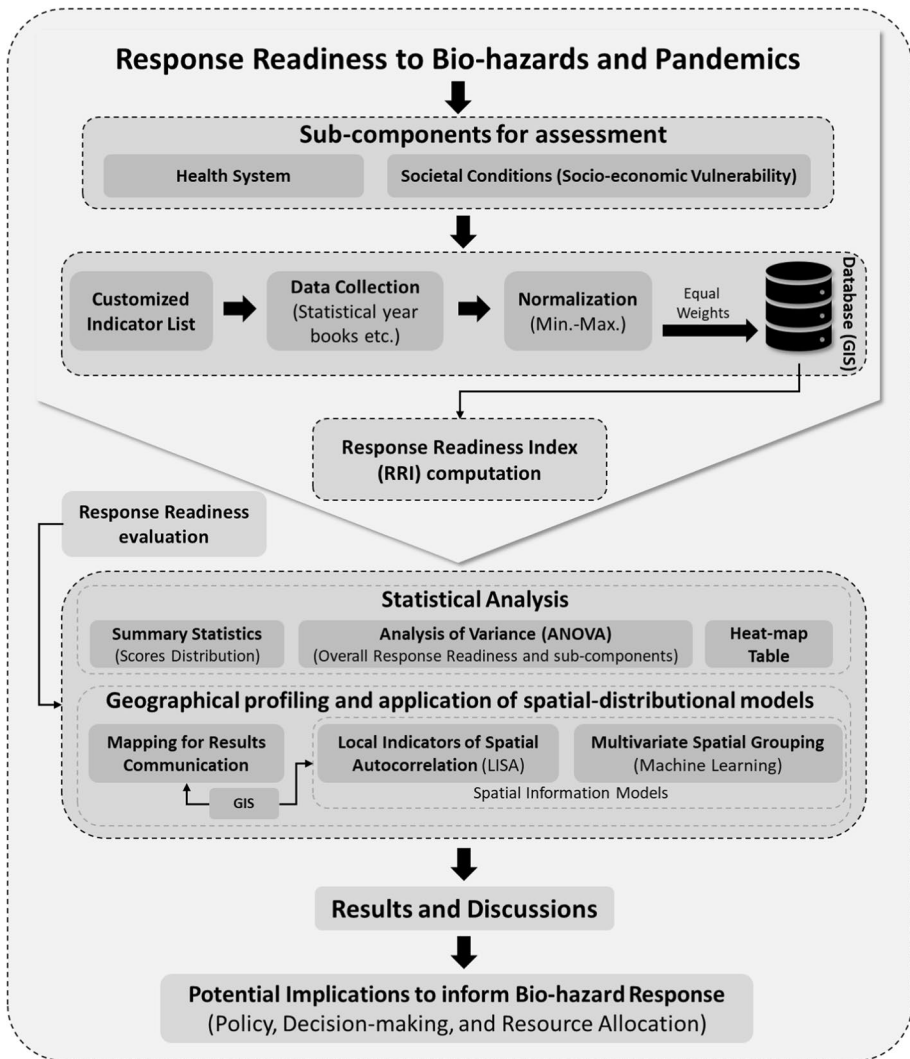 Response Readiness to Bio-hazards and Pandemics
Sub-components for assessment
Health System
Societal Conditions (Socio-economic Vulnerability)
Customized
Indicator List
Data Collection
(Statistical year
books etc.)
Normalization
(Min.-Max.)
Equal
Weights
Database (GIS)
Response Readiness Index
(RRI) computation
Response Readiness
evaluation
Statistical Analysis
Summary Statistics
(Scores Distribution)
Analysis of Variance (ANOVA)
(Overall Response Readiness and sub-components)
Heat-map
Table
Geographical profiling and application of spatial-distributional models
Mapping for Results
Communication
Local Indicators of Spatial
Autocorrelation (LISA)
Multivariate Spatial Grouping
(Machine Learning)
GIS
Spatial Information Models
Results and Discussions
Potential Implications to inform Bio-hazard Response
(Policy, Decision-making, and Resource Allocation)